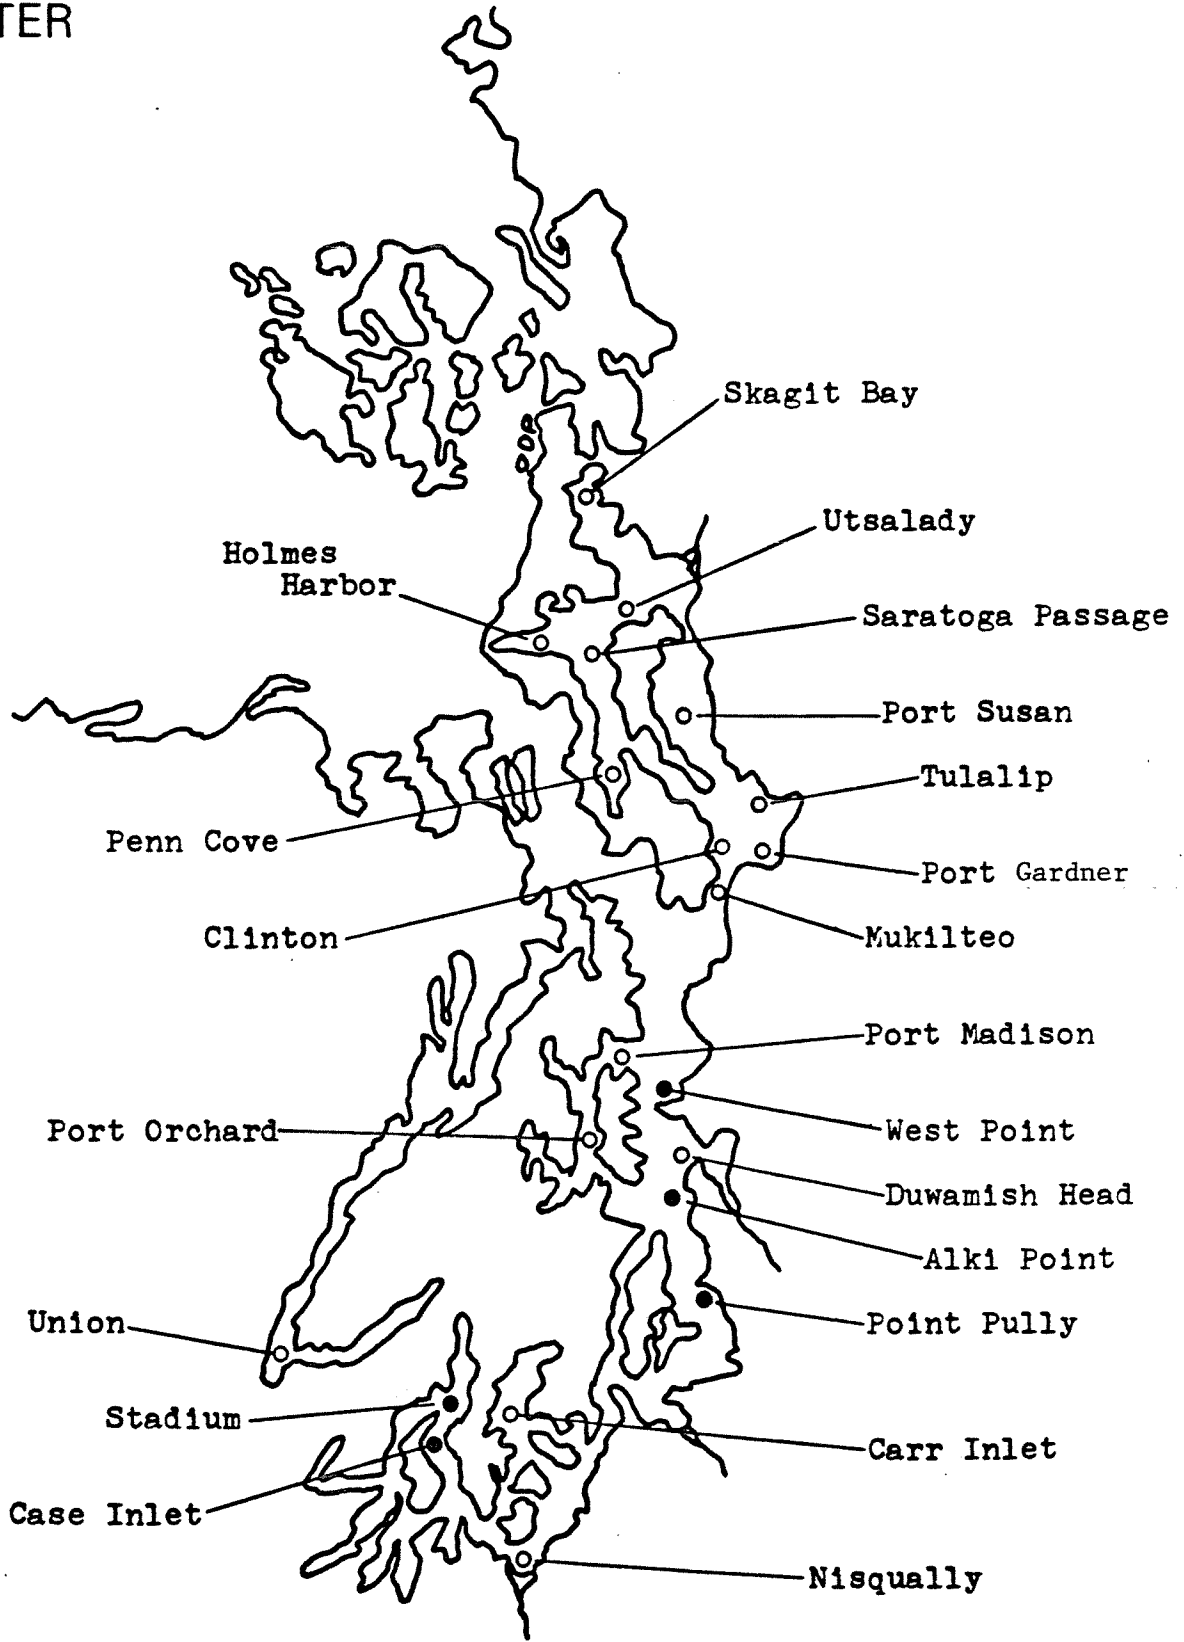 TER
Skagit Bay
Utsalady
Holmes
Harbor
Saratoga Passage
Port Susan
Tulalip
Penn Cove
Port Gardner
Clinton
Mukilteo
Port Madison
Port Orchard
West Point
Duwamish Head
Alki Point
Union
Point Pully
Stadium
Carr Inlet
Case Inlet
Nisqually